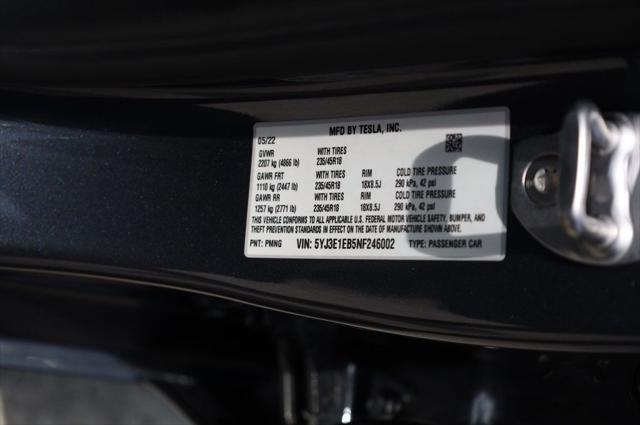 MFD BY TESLA, INC.
05/22
GVWR WITH TIRES
2207 kg (4866 lb) 235/45R18
GAWR FRT WITH TIRES RIM COLD TIRE PRESSURE
1110 kg (2447 lb) 235/45R18 18X8.5J 290 kPa, 42 psi
GAWR RR WITH TIRES RIM COLD TIRE PRESSURE
1257 kg (2771 lb) 235/45R18 18X8.5J 290 kPa, 42 psi
THIS VEHICLE CONFORMS TO ALL APPLICABLE U.S. FEDERAL MOTOR VEHICLE SAFETY, BUMPER, AND
THEFT PREVENTION STANDARDS IN EFFECT ON THE DATE OF MANUFACTURE SHOWN ABOVE.
PNT: PMNG VIN: 5YJ3E1EB5NF246002 TYPE: PASSENGER CAR